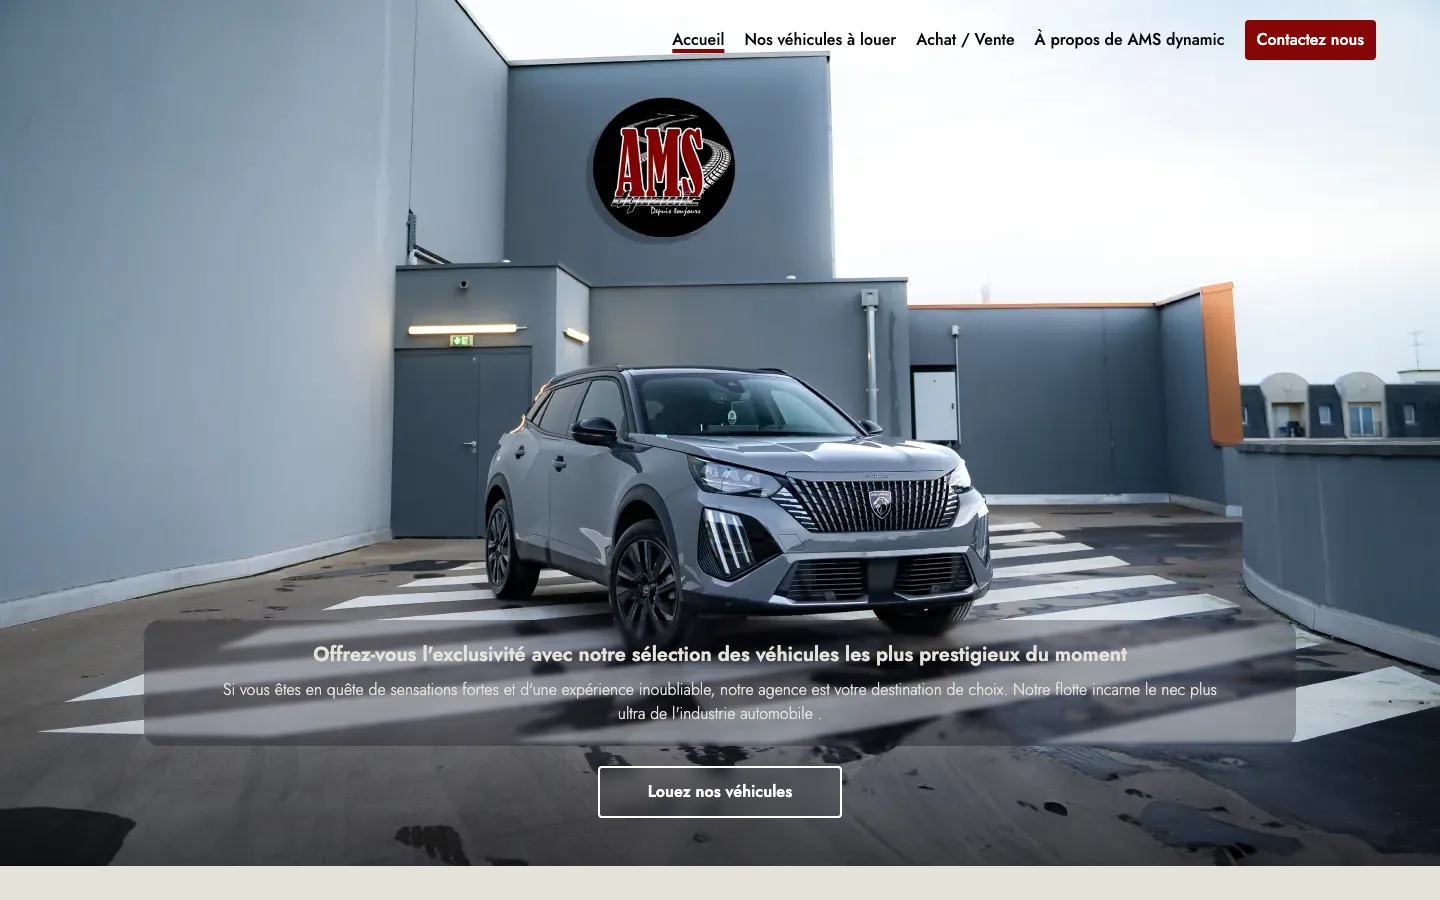 Accueil
Nos véhicules à louer
Achat / Vente
À propos de AMS dynamic
Contactez nous
AMS
dynamic
Depuis toujours
Offrez-vous l'exclusivité avec notre sélection des véhicules les plus prestigieux du moment
Si vous êtes en quête de sensations fortes et d'une expérience inoubliable, notre agence est votre destination de choix. Notre flotte incarne le nec plus
ultra de l'industrie automobile .
Louez nos véhicules